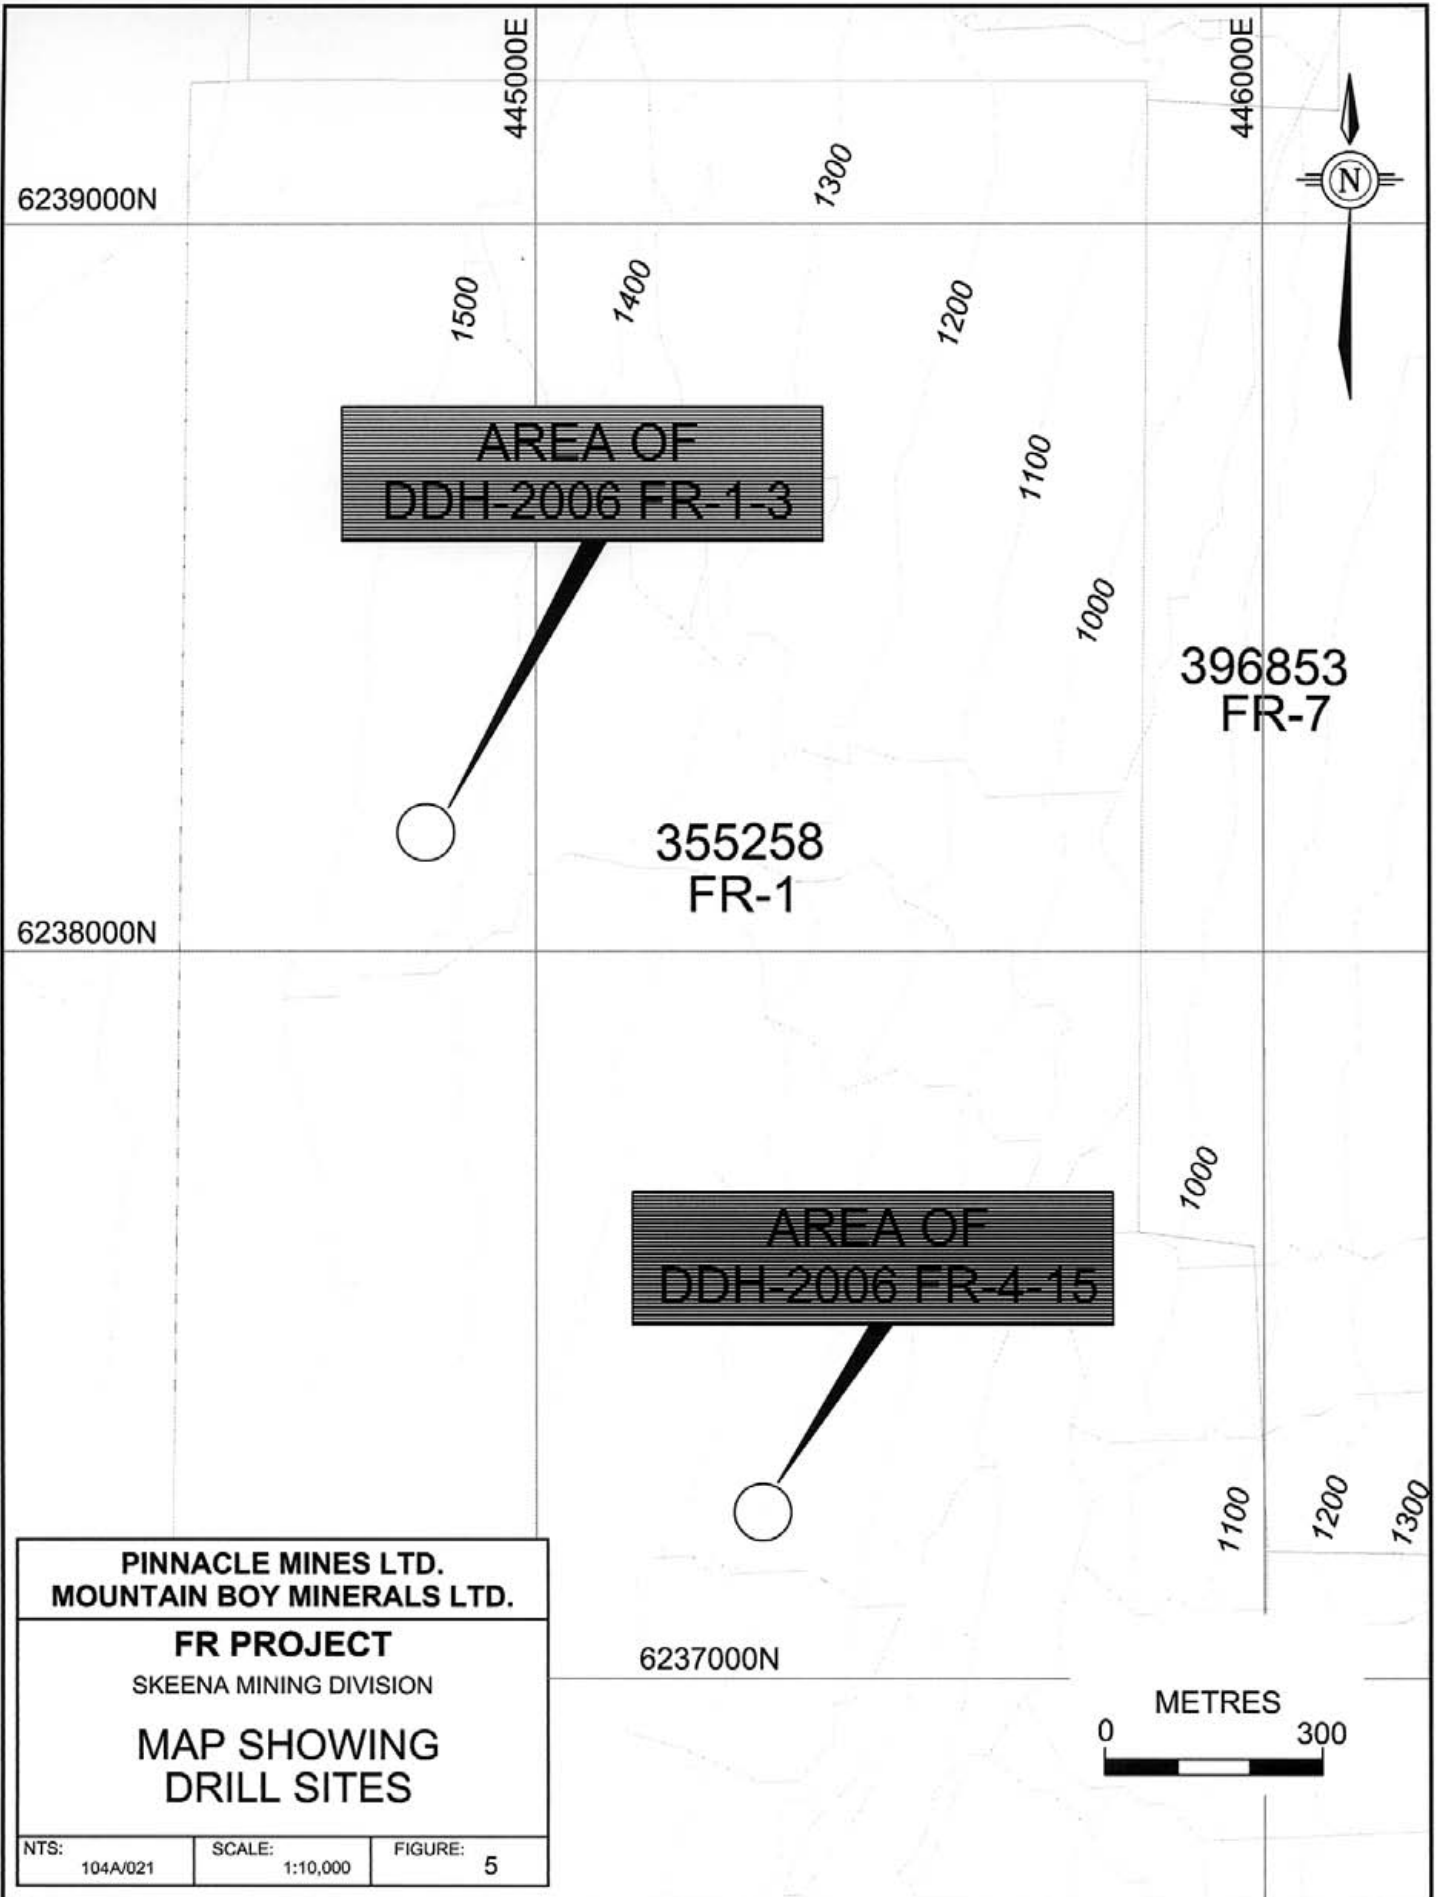 445000E
446000E
6239000N
N
1300
1500
1400
1200
AREA OF
DDH-2006 FR-1-3
1100
1000
396853
FR-7
355258
FR-1
6238000N
1000
AREA OF
DDH-2006 FR-4-15
1100
1200
1300
PINNACLE MINES LTD.
MOUNTAIN BOY MINERALS LTD.
FR PROJECT
SKEENA MINING DIVISION
MAP SHOWING
DRILL SITES
NTS:
104A/021
SCALE:
1:10,000
FIGURE:
5
6237000N
METRES
0 300